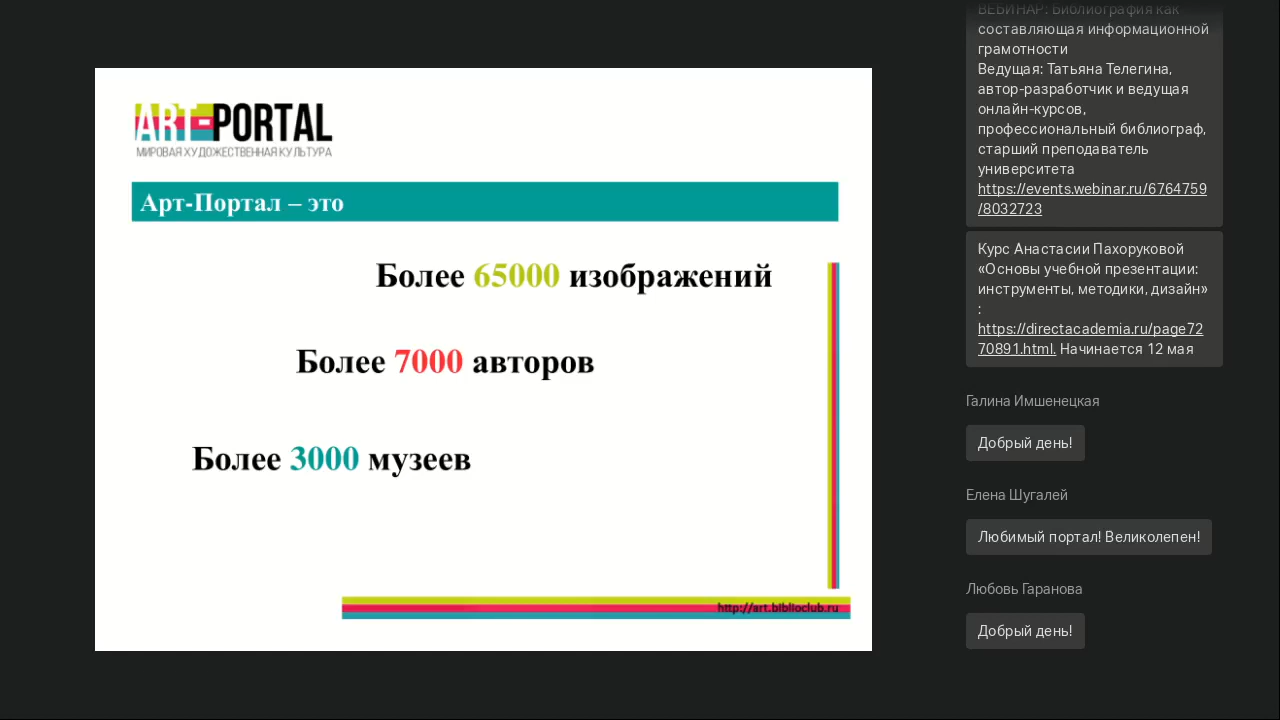 ART-PORTAL
МИРОВАЯ ХУДОЖЕСТВЕННАЯ КУЛЬТУРА
Арт-Портал – это
Более 65000 изображений
Более 7000 авторов
Более 3000 музеев
http://art.biblioclub.ru
ВЕБИНАР: Библиография как
составляющая информационной
грамотности
Ведущая: Татьяна Телегина,
автор-разработчик и ведущая
онлайн-курсов,
профессиональный библиограф,
старший преподаватель
университета
https://events.webinar.ru/6764759
/8032723
Курс Анастасии Пахоруковой
«Основы учебной презентации:
инструменты, методики, дизайн»
:
https://directacademia.ru/page72
70891.html. Начинается 12 мая
Галина Имшенецкая
Добрый день!
Елена Шугалей
Любимый портал! Великолепен!
Любовь Гаранова
Добрый день!